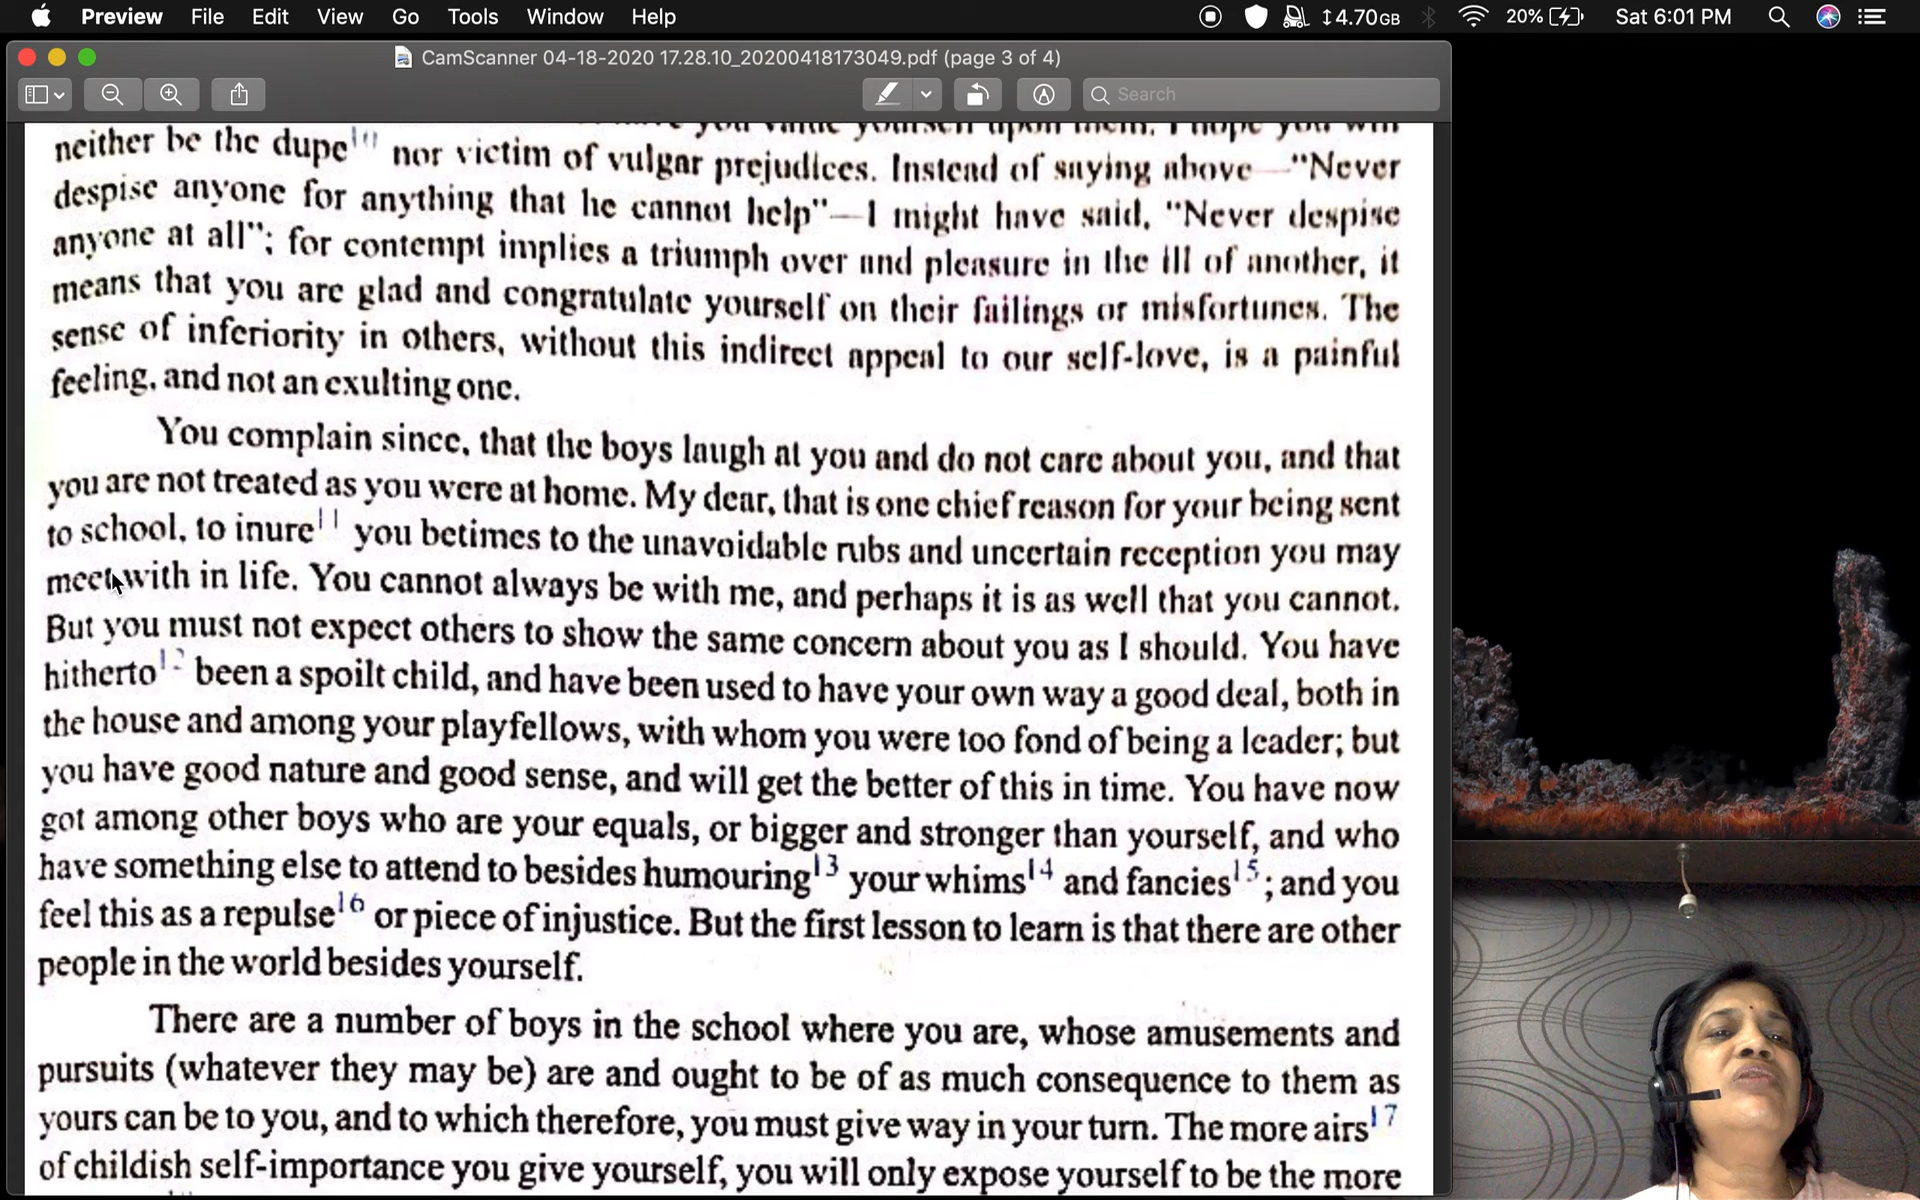 Preview File Edit View Go Tools Window Help 4.70GB 20% Sat 6:01 PM
CamScanner 04-18-2020 17.28.10_20200418173049.pdf (page 3 of 4)
Search
you value yourself upon them. I hope you will
neither be the dupe10 nor victim of vulgar prejudices. Instead of saying above—"Never
despise anyone for anything that he cannot help"—I might have said, "Never despise
anyone at all"; for contempt implies a triumph over and pleasure in the ill of another, it
means that you are glad and congratulate yourself on their failings or misfortunes. The
sense of inferiority in others, without this indirect appeal to our self-love, is a painful
feeling, and not an exulting one.
You complain since, that the boys laugh at you and do not care about you, and that
you are not treated as you were at home. My dear, that is one chief reason for your being sent
to school, to inure11 you betimes to the unavoidable rubs and uncertain reception you may
meet with in life. You cannot always be with me, and perhaps it is as well that you cannot.
But you must not expect others to show the same concern about you as I should. You have
hitherto12 been a spoilt child, and have been used to have your own way a good deal, both in
the house and among your playfellows, with whom you were too fond of being a leader; but
you have good nature and good sense, and will get the better of this in time. You have now
got among other boys who are your equals, or bigger and stronger than yourself, and who
have something else to attend to besides humouring13 your whims14 and fancies15; and you
feel this as a repulse16 or piece of injustice. But the first lesson to learn is that there are other
people in the world besides yourself.
There are a number of boys in the school where you are, whose amusements and
pursuits (whatever they may be) are and ought to be of as much consequence to them as
yours can be to you, and to which therefore, you must give way in your turn. The more airs17
of childish self-importance you give yourself, you will only expose yourself to be the more